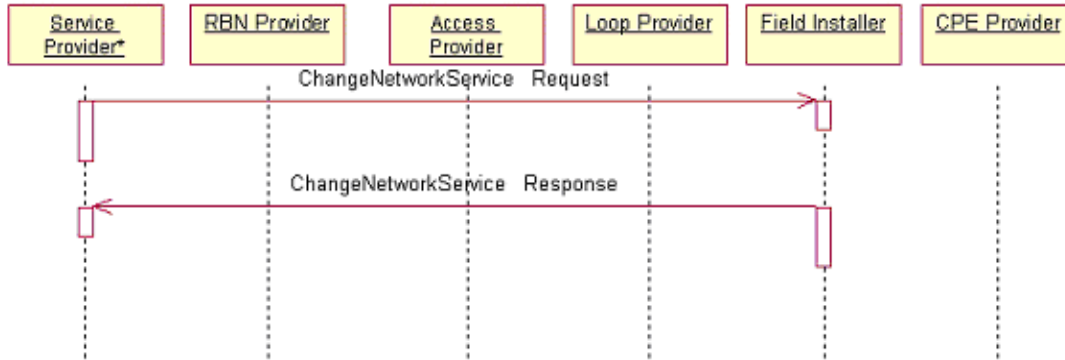 Service
Provider*
RBN Provider
Access
Provider
Loop Provider
Field Installer
CPE Provider
ChangeNetworkService Request
ChangeNetworkService Response